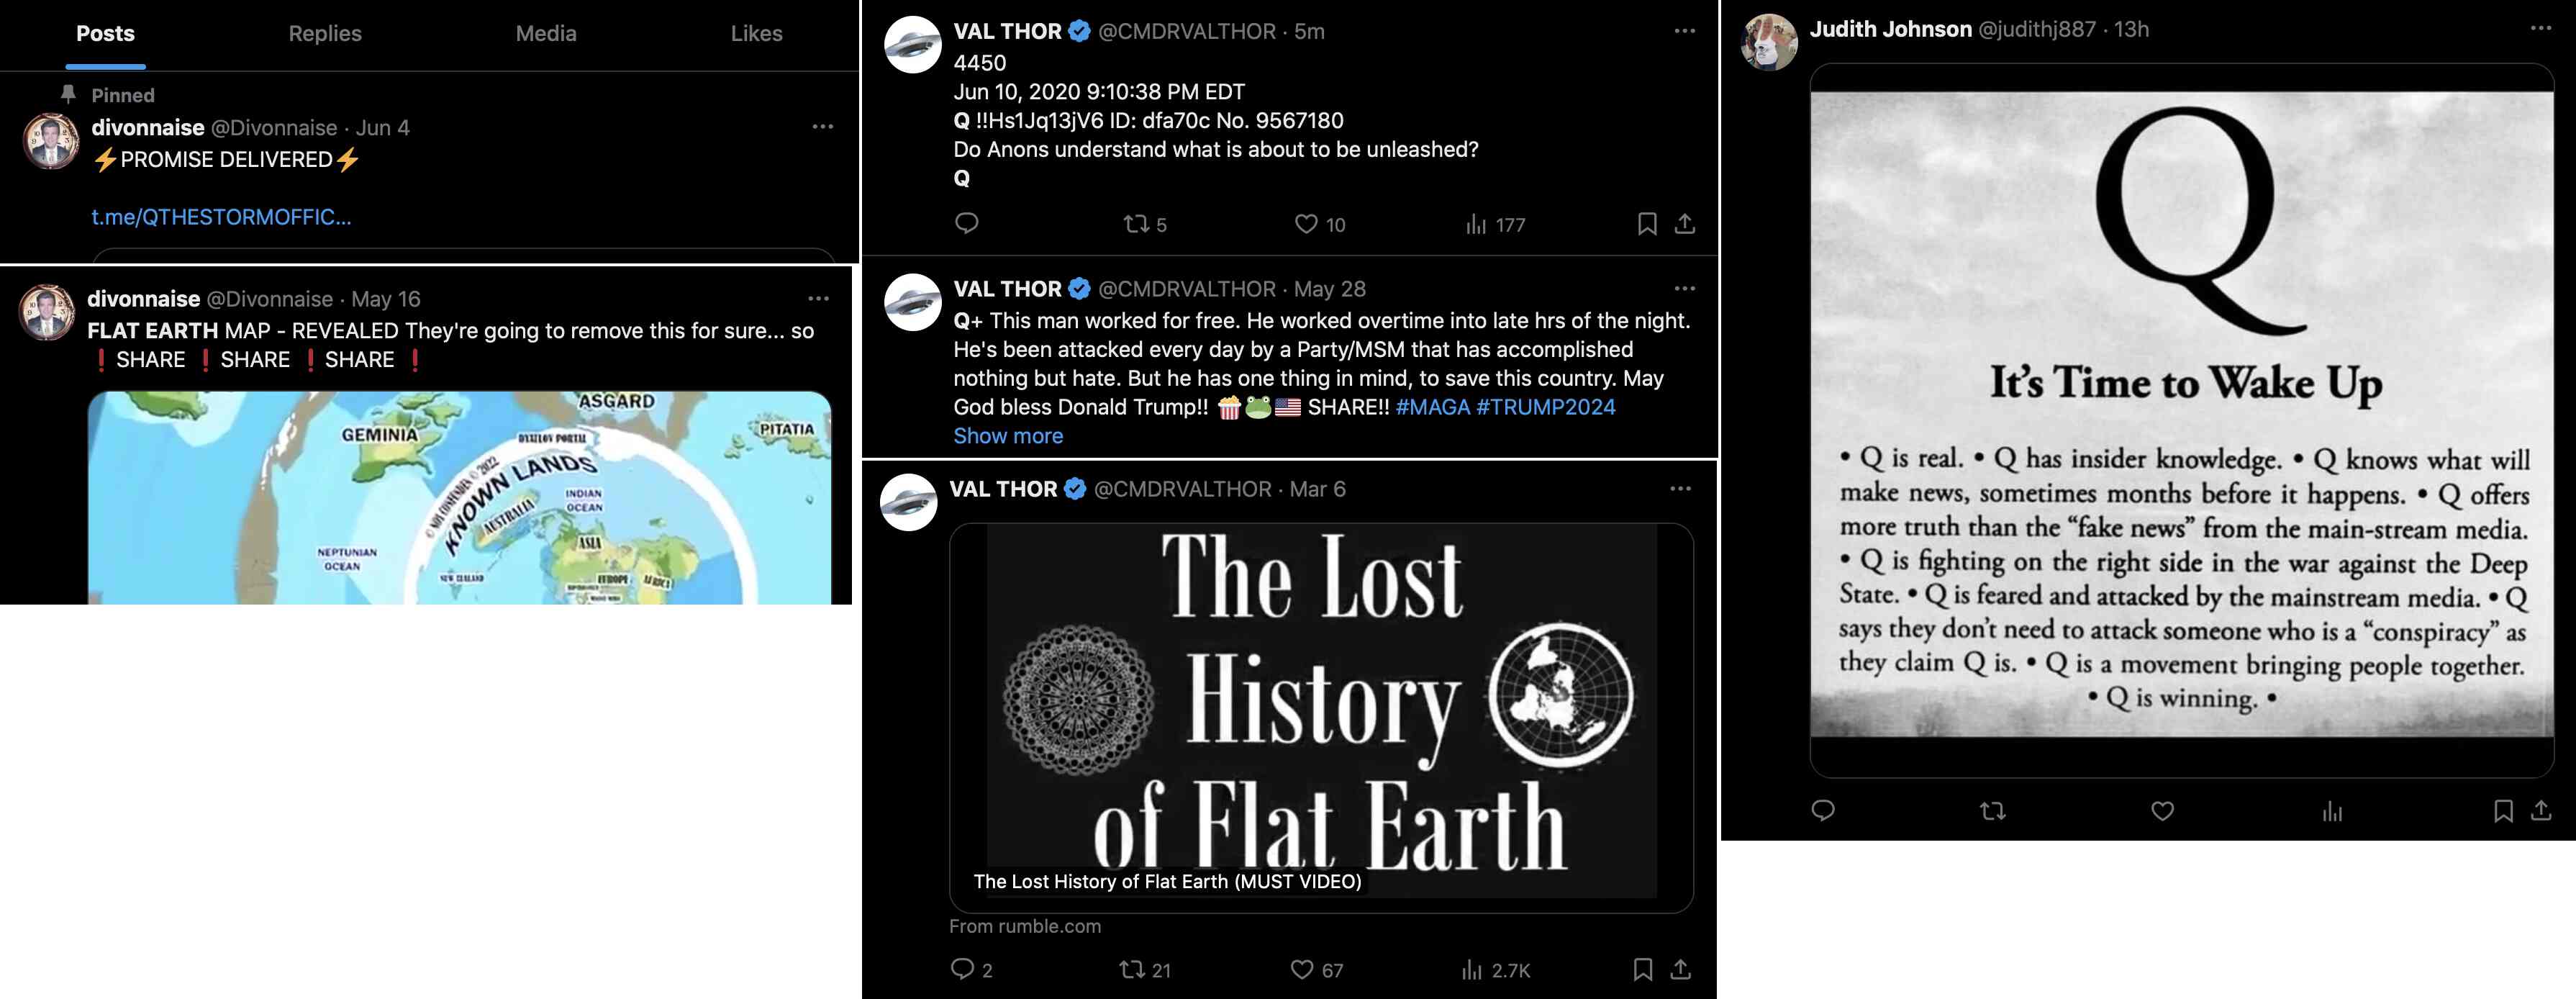 Posts Replies Media Likes
Pinned
divonnaise @Divonnaise · Jun 4
⚡PROMISE DELIVERED⚡
t.me/QTHESTORMOFFIC...
divonnaise @Divonnaise · May 16
FLAT EARTH MAP - REVEALED They're going to remove this for sure... so
❗ SHARE ❗ SHARE ❗ SHARE ❗
ASGARD
GEMINIA
PITATIA
KNOWN LANDS
INDIAN
OCEAN
AUSTRALIA
ASIA
NEPTUNIAN
OCEAN
NEW ZEALAND
EUROPE
AFRICA
VAL THOR @CMDRVALTHOR · 5m
4450
Jun 10, 2020 9:10:38 PM EDT
Q !!Hs1Jq13jV6 ID: dfa70c No. 9567180
Do Anons understand what is about to be unleashed?
Q
5 10 177
VAL THOR @CMDRVALTHOR · May 28
Q+ This man worked for free. He worked overtime into late hrs of the night.
He's been attacked every day by a Party/MSM that has accomplished
nothing but hate. But he has one thing in mind, to save this country. May
God bless Donald Trump!! 🍿🐸🇺🇸 SHARE!! #MAGA #TRUMP2024
Show more
VAL THOR @CMDRVALTHOR · Mar 6
The Lost
History
of Flat Earth
The Lost History of Flat Earth (MUST VIDEO)
From rumble.com
2 21 67 2.7K
Judith Johnson @judithj887 · 13h
Q
It's Time to Wake Up
• Q is real. • Q has insider knowledge. • Q knows what will
make news, sometimes months before it happens. • Q offers
more truth than the “fake news” from the main-stream media.
• Q is fighting on the right side in the war against the Deep
State. • Q is feared and attacked by the mainstream media. • Q
says they don't need to attack someone who is a “conspiracy” as
they claim Q is. • Q is a movement bringing people together.
• Q is winning. •